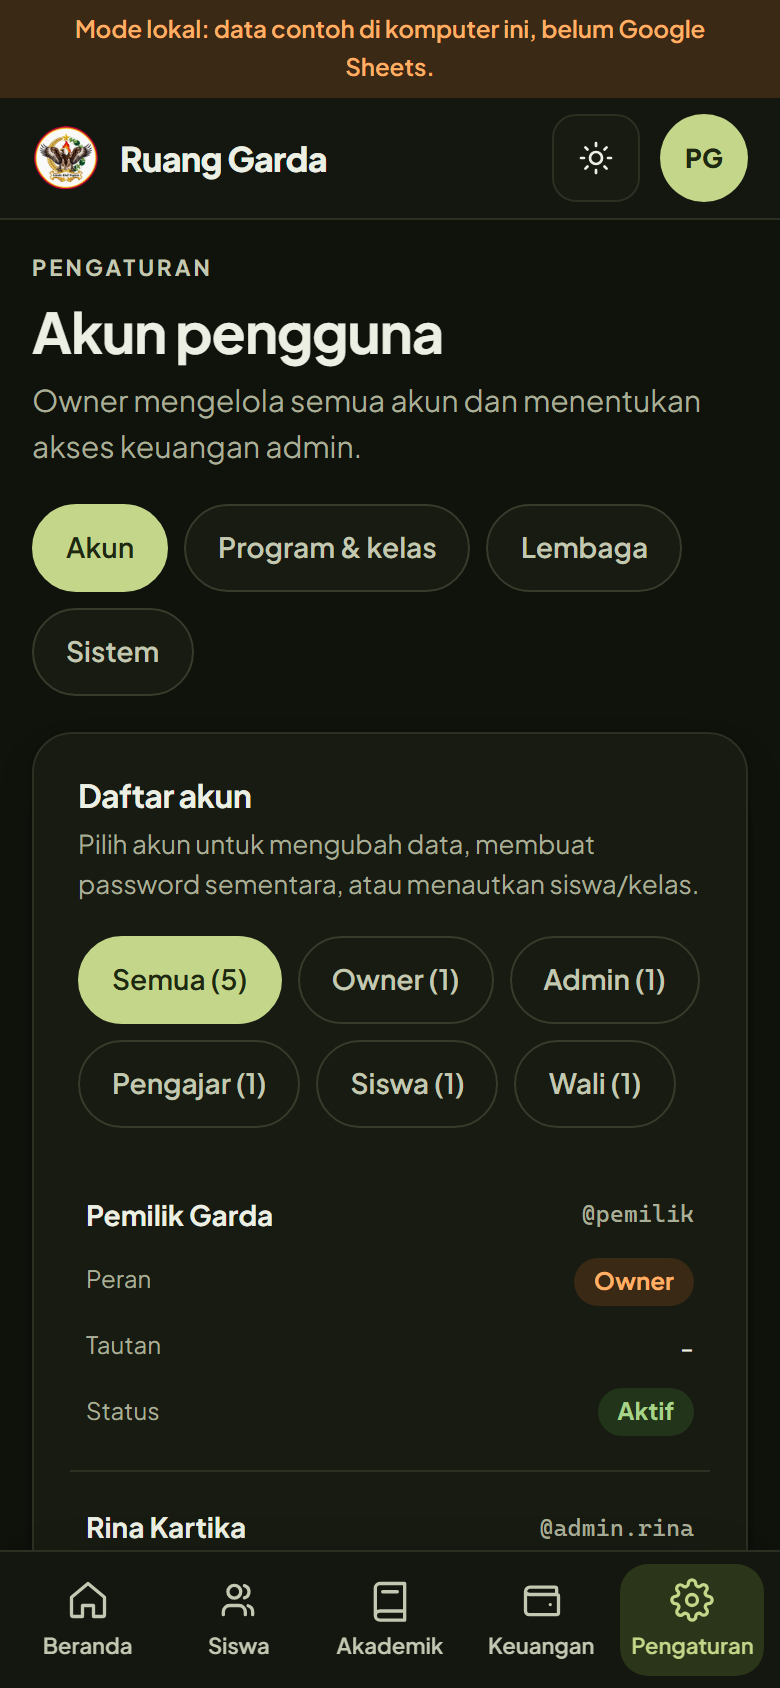 Mode lokal: data contoh di komputer ini, belum Google
Sheets.
Ruang Garda
PG
PENGATURAN
Akun pengguna
Owner mengelola semua akun dan menentukan
akses keuangan admin.
Akun
Program & kelas
Lembaga
Sistem
Daftar akun
Pilih akun untuk mengubah data, membuat
password sementara, atau menautkan siswa/kelas.
Semua (5)
Owner (1)
Admin (1)
Pengajar (1)
Siswa (1)
Wali (1)
Pemilik Garda
@pemilik
Peran
Owner
Tautan
-
Status
Aktif
Rina Kartika
@admin.rina
Beranda
Siswa
Akademik
Keuangan
Pengaturan